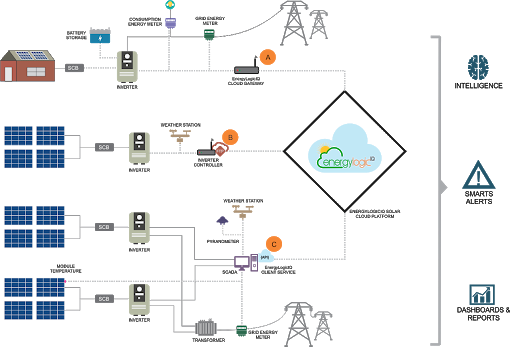 CONSUMPTION
ENERGY METER
GRID ENERGY
METER
BATTERY
STORAGE
SCB
INVERTER
A
EnergyLogicIQ
CLOUD GATEWAY
INTELLIGENCE
WEATHER STATION
SCB
INVERTER
B
INVERTER
CONTROLLER
energylogic IQ
SMARTS
ALERTS
WEATHER STATION
ENERGYLOGICIQ SOLAR
CLOUD PLATFORM
SCB
INVERTER
PYRANOMETER
C
(API)
SCADA
EnergyLogicIQ
CLIENT SERVICE
MODULE
TEMPERATURE
SCB
INVERTER
TRANSFORMER
GRID ENERGY
METER
DASHBOARDS &
REPORTS